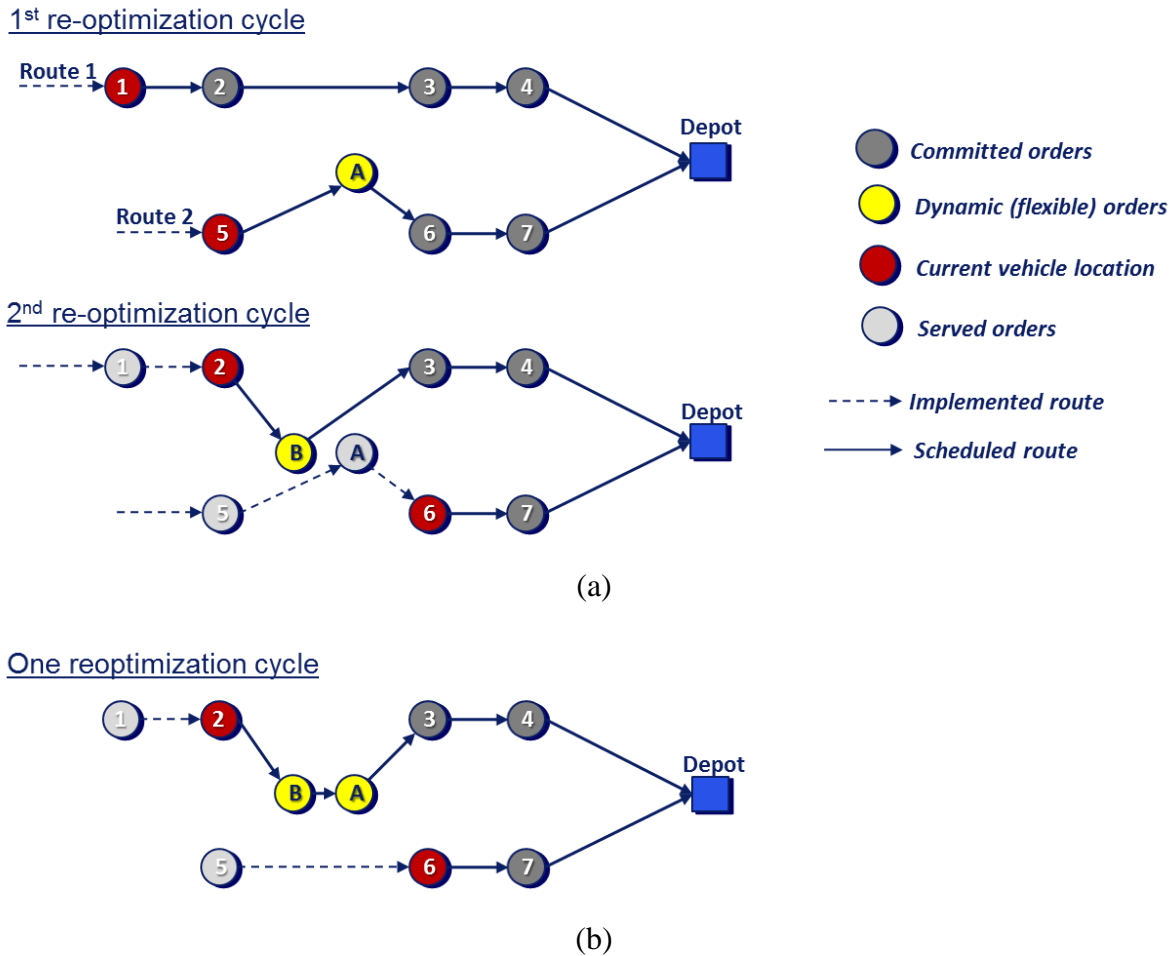 1st re-optimization cycle
Route 1
1 2 3 4
Depot
A
Route 2
5 6 7
Committed orders
Dynamic (flexible) orders
Current vehicle location
Served orders
Implemented route
Scheduled route
2nd re-optimization cycle
1 2 3 4
Depot
B A
5 6 7
(a)
One reoptimization cycle
1 2 3 4
Depot
B A
5 6 7
(b)